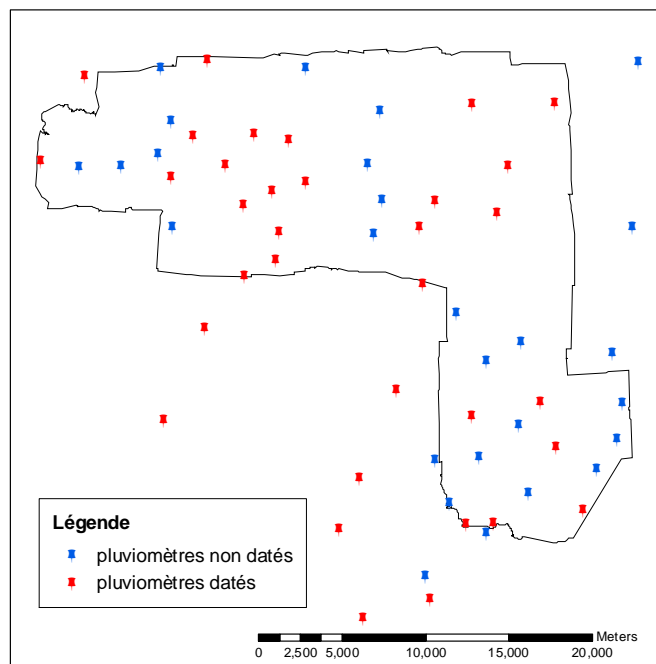 Légende
pluviomètres non datés
pluviomètres datés
Meters
0 2,500 5,000 10,000 15,000 20,000